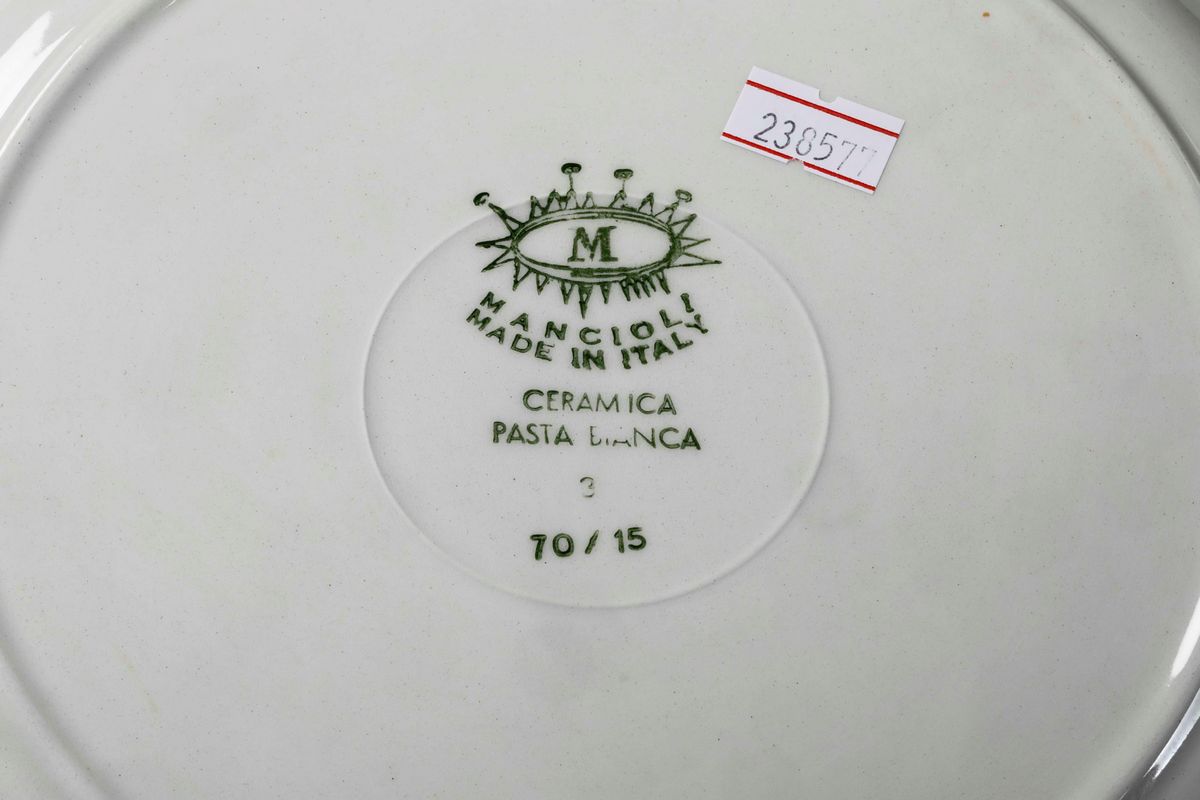 238577
M
MANCIOLI
MADE IN ITALY
CERAMICA
PASTA BIANCA
3
70 / 15